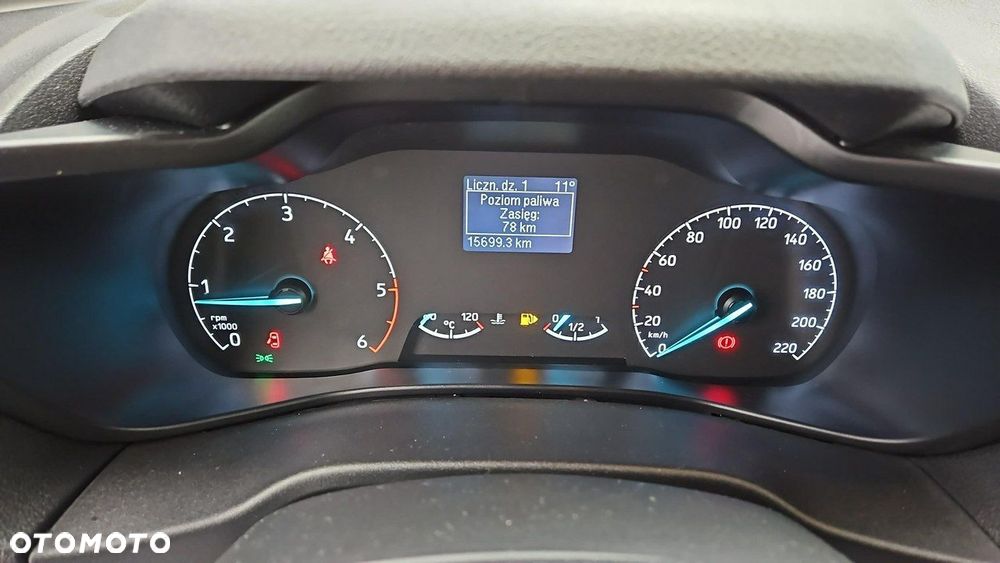 Liczn. dz. 1 11°
Poziom paliwa
Zasięg:
78 km
15699.3 km
0 1 2 3 4 5 6
rpm
x1000
120
°C
0 1/2 1
0 20 40 60 80 100 120 140 160 180 200 220
km/h
OTOMOTO